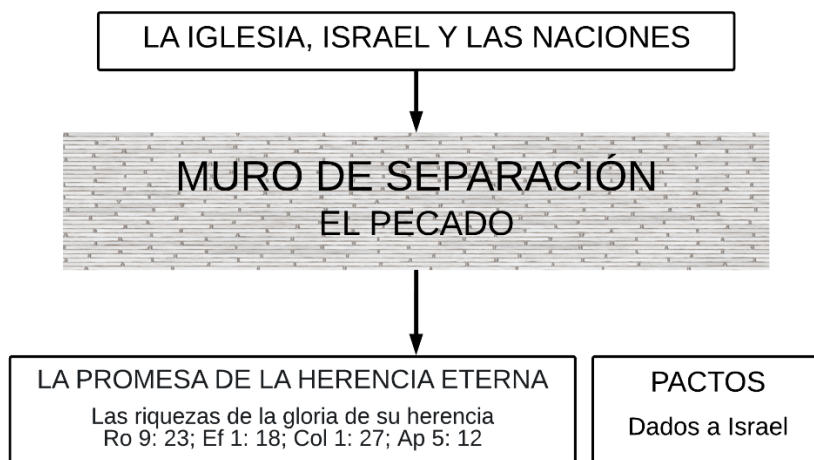 LA IGLESIA, ISRAEL Y LAS NACIONES
MURO DE SEPARACIÓN
EL PECADO
LA PROMESA DE LA HERENCIA ETERNA
Las riquezas de la gloria de su herencia
Ro 9: 23; Ef 1: 18; Col 1: 27; Ap 5: 12
PACTOS
Dados a Israel